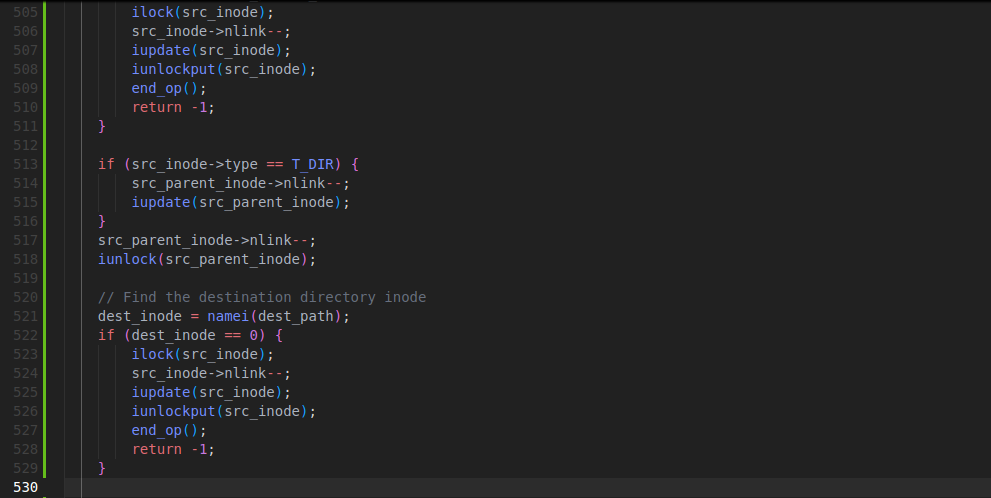 505 ilock(src_inode);
506 src_inode->nlink--;
507 iupdate(src_inode);
508 iunlockput(src_inode);
509 end_op();
510 return -1;
511 }
512
513 if (src_inode->type == T_DIR) {
514 src_parent_inode->nlink--;
515 iupdate(src_parent_inode);
516 }
517 src_parent_inode->nlink--;
518 iunlock(src_parent_inode);
519
520 // Find the destination directory inode
521 dest_inode = namei(dest_path);
522 if (dest_inode == 0) {
523 ilock(src_inode);
524 src_inode->nlink--;
525 iupdate(src_inode);
526 iunlockput(src_inode);
527 end_op();
528 return -1;
529 }
530